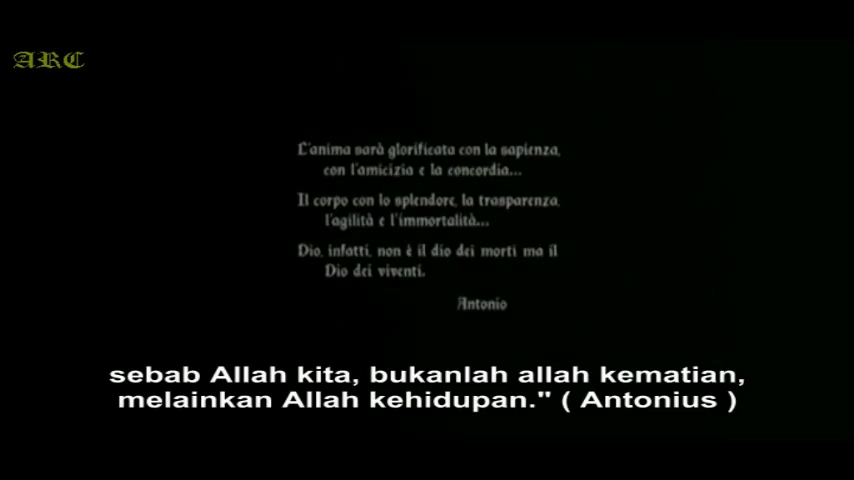 ARC
L'anima sarà glorificata con la sapienza,
con l'amicizia e la concordia...
Il corpo con lo splendore, la trasparenza,
l'agilità e l'immortalità...
Dio, infatti, non è il dio dei morti ma il
Dio dei viventi.
Antonio
sebab Allah kita, bukanlah allah kematian,
melainkan Allah kehidupan." ( Antonius )